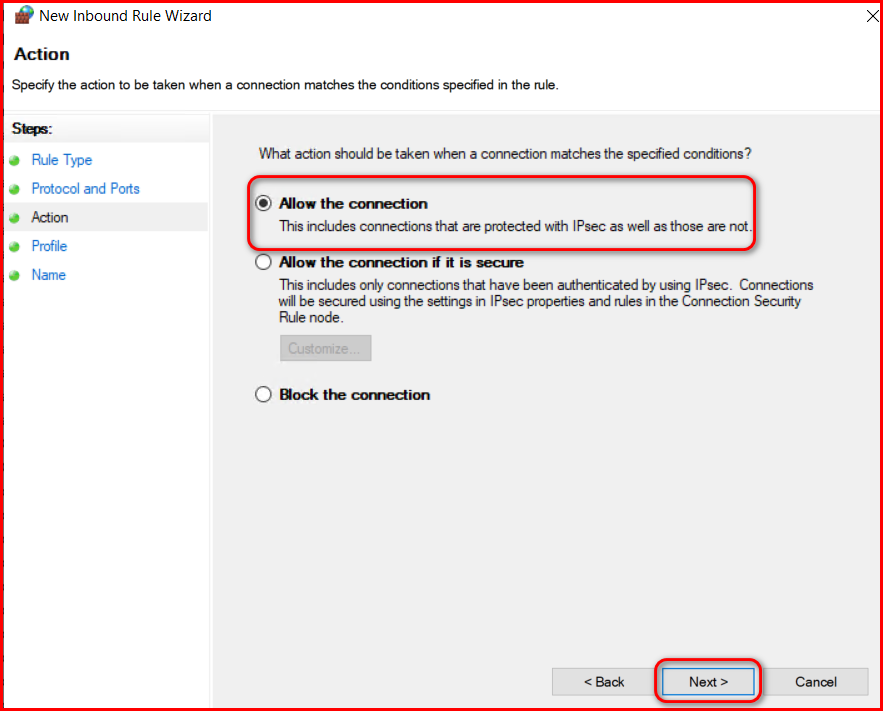 New Inbound Rule Wizard
Action
Specify the action to be taken when a connection matches the conditions specified in the rule.
Steps:
Rule Type
Protocol and Ports
Action
Profile
Name
What action should be taken when a connection matches the specified conditions?
Allow the connection
This includes connections that are protected with IPsec as well as those are not.
Allow the connection if it is secure
This includes only connections that have been authenticated by using IPsec.  Connections
will be secured using the settings in IPsec properties and rules in the Connection Security
Rule node.
Customize...
Block the connection
< Back
Next >
Cancel